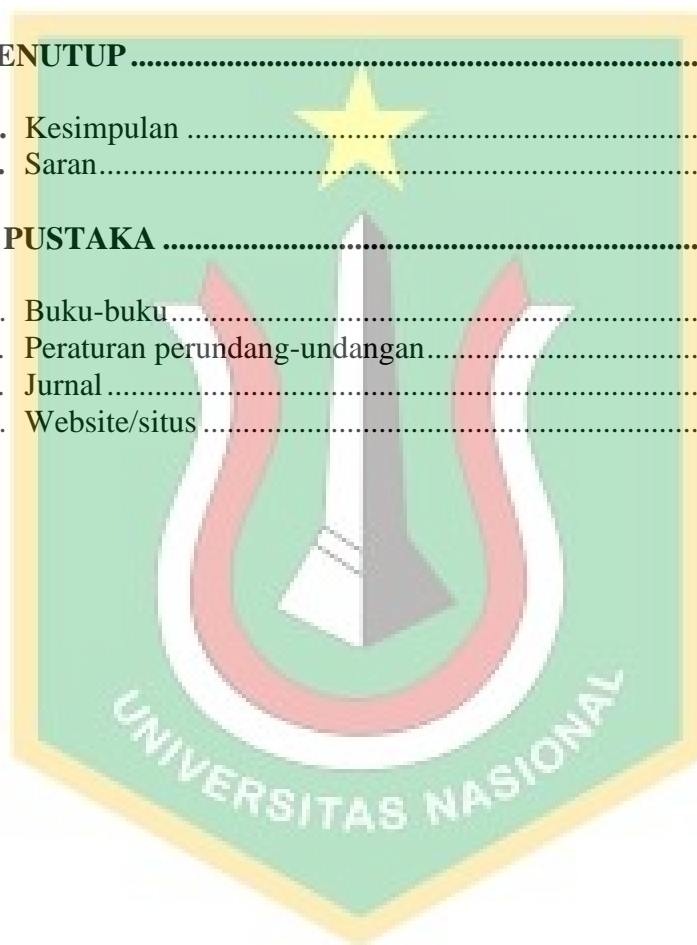 ENUTUP
. Kesimpulan
. Saran
PUSTAKA
. Buku-buku
. Peraturan perundang-undangan
. Jurnal
. Website/situs
UNIVERSITAS NASIONAL